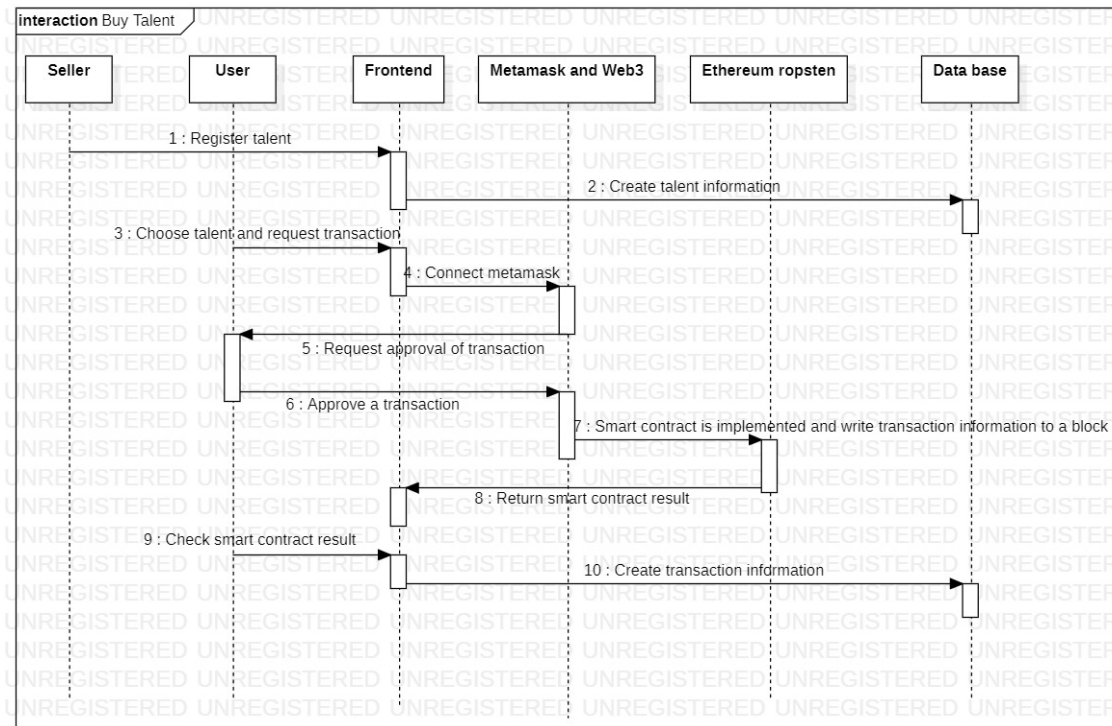 interaction Buy Talent
Seller
User
Frontend
Metamask and Web3
Ethereum ropsten
Data base
1 : Register talent
2 : Create talent information
3 : Choose talent and request transaction
4 : Connect metamask
5 : Request approval of transaction
6 : Approve a transaction
7 : Smart contract is implemented and write transaction information to a block
8 : Return smart contract result
9 : Check smart contract result
10 : Create transaction information
UNREGISTERED